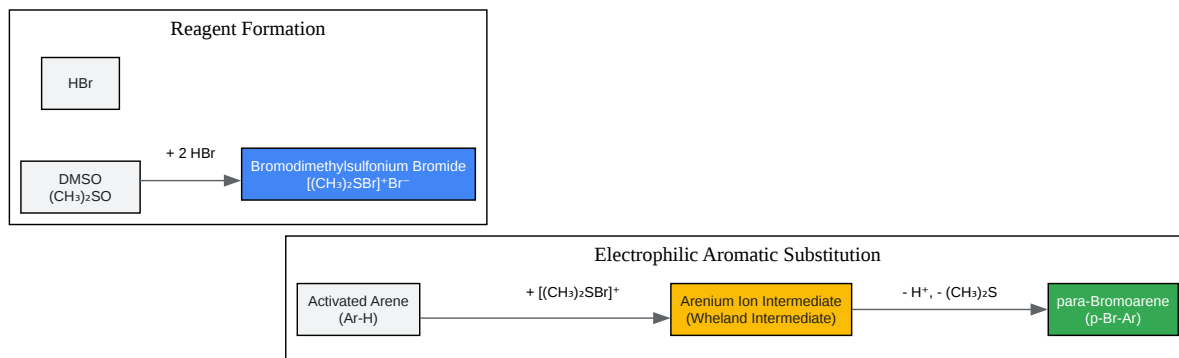 Reagent Formation
HBr
DMSO
(CH₃)₂SO
+ 2 HBr
Bromodimethylsulfonium Bromide
[(CH₃)₂SBr]⁺Br⁻
Electrophilic Aromatic Substitution
Activated Arene
(Ar-H)
+ [(CH₃)₂SBr]⁺
Arenium Ion Intermediate
(Wheland Intermediate)
- H⁺, - (CH₃)₂S
para-Bromoarene
(p-Br-Ar)